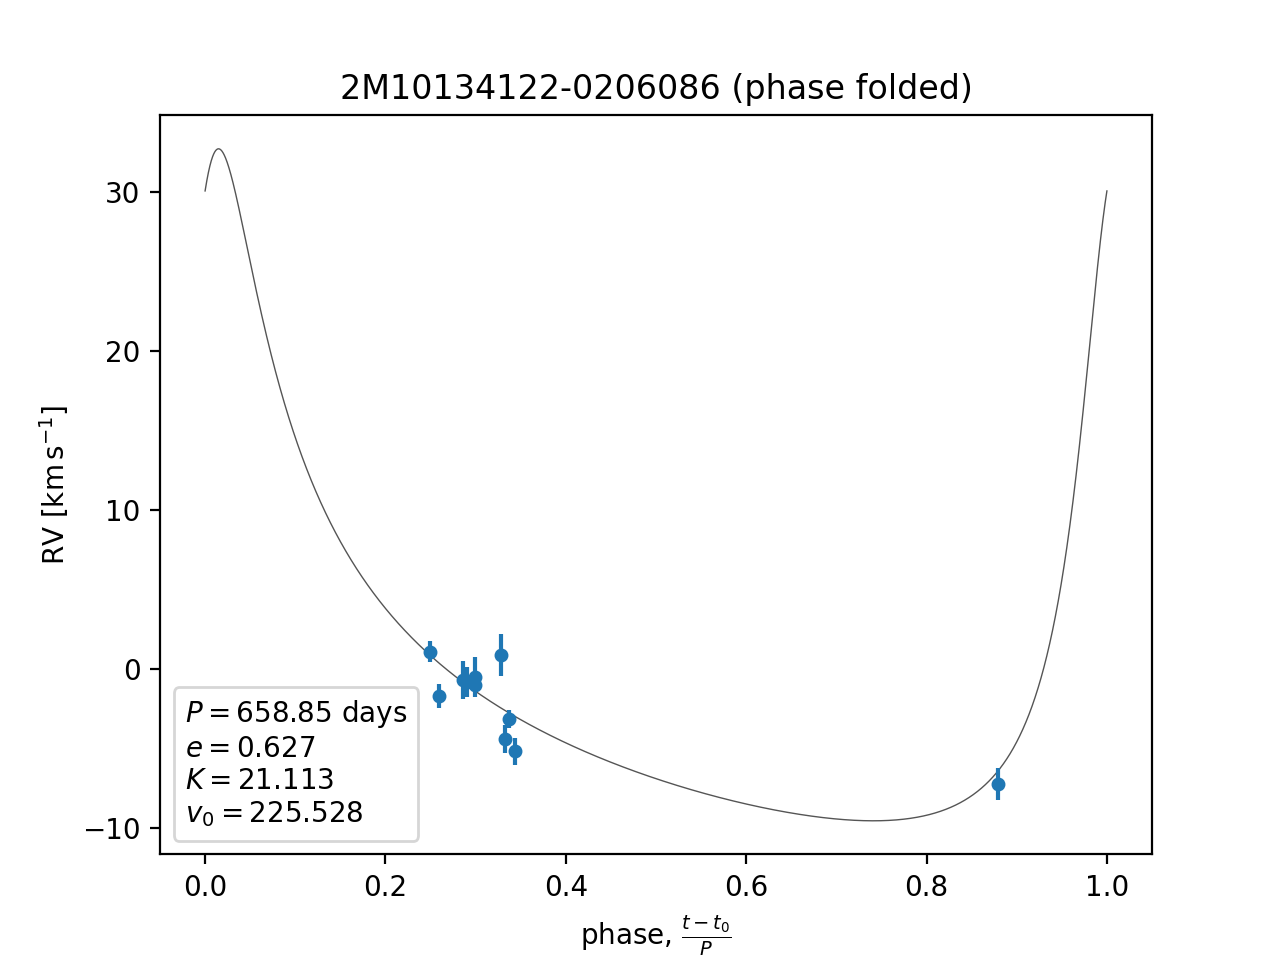 2M10134122-0206086 (phase folded)
RV [km s⁻¹]
30
20
10
0
−10
P = 658.85 days
e = 0.627
K = 21.113
v₀ = 225.528
0.0 0.2 0.4 0.6 0.8 1.0
phase, (t − t₀)/P